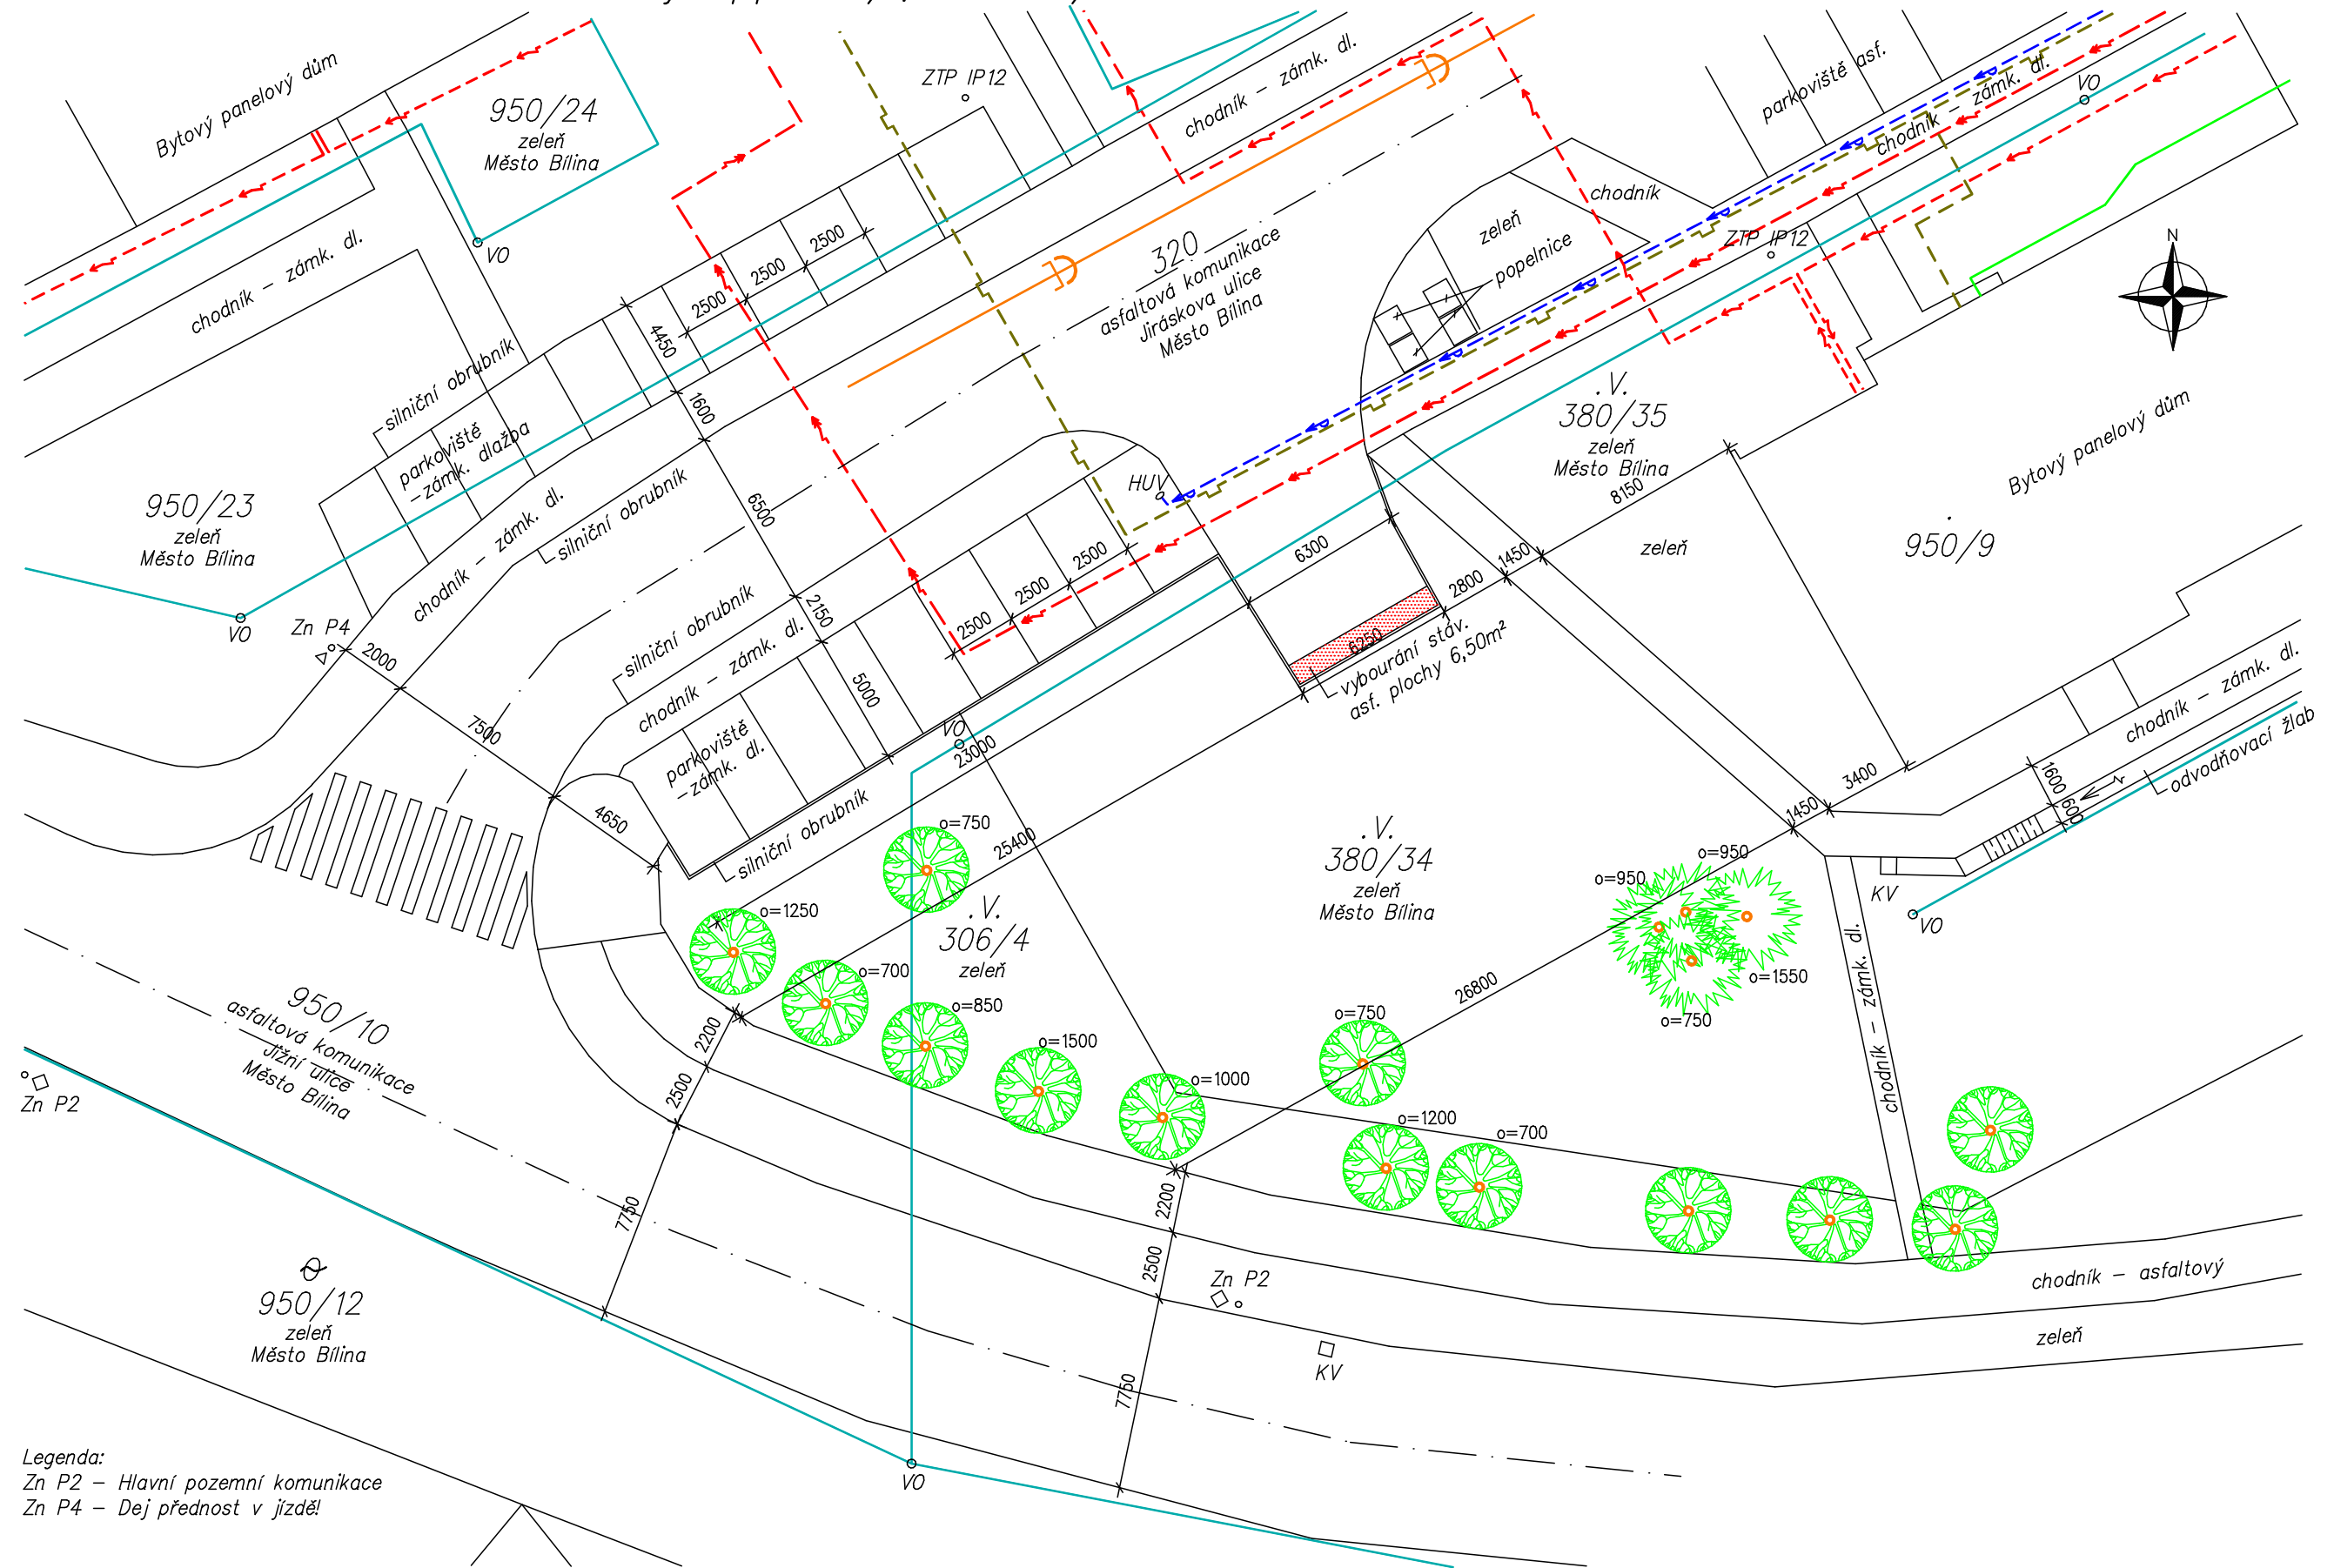 Bytový panelový dům
950/24
zeleň
Město Bílina
VO
chodník - zámk. dl.
ZTP IP12
chodník - zámk. dl.
320
asfaltová komunikace
Jiráskova ulice
Město Bílina
parkoviště asf.
chodník - zámk. dl.
VO
chodník
zeleň
popelnice
ZTP IP12
N
2500
2500
2500
4450
1600
silniční obrubník
parkoviště
-zámk. dlažba
950/23
zeleň
Město Bílina
VO
Zn P4
2000
chodník - zámk. dl.
silniční obrubník
6500
HUV
.V.
380/35
zeleň
Město Bílina
8150
Bytový panelový dům
950/9
zeleň
1450
2800
6300
2500
2500
2500
2150
5000
6250
vybourání stáv.
asf. plochy 6,50m²
silniční obrubník
chodník - zámk. dl.
7500
4650
parkoviště
-zámk. dl.
VO
23000
silniční obrubník
25400
chodník - zámk. dl.
odvodňovací žlab
1600
600
3400
1450
KV
VO
o=750
o=1250
.V.
306/4
zeleň
o=700
o=850
o=1500
o=1000
.V.
380/34
zeleň
Město Bílina
o=950
o=950
o=1550
o=750
26800
o=750
o=1200
o=700
chodník - zámk. dl.
950/10
asfaltová komunikace
Jižní ulice
Město Bílina
Zn P2
2200
2500
7750
2200
2500
7750
Zn P2
KV
chodník - asfaltový
zeleň
950/12
zeleň
Město Bílina
VO
Legenda:
Zn P2 - Hlavní pozemní komunikace
Zn P4 - Dej přednost v jízdě!